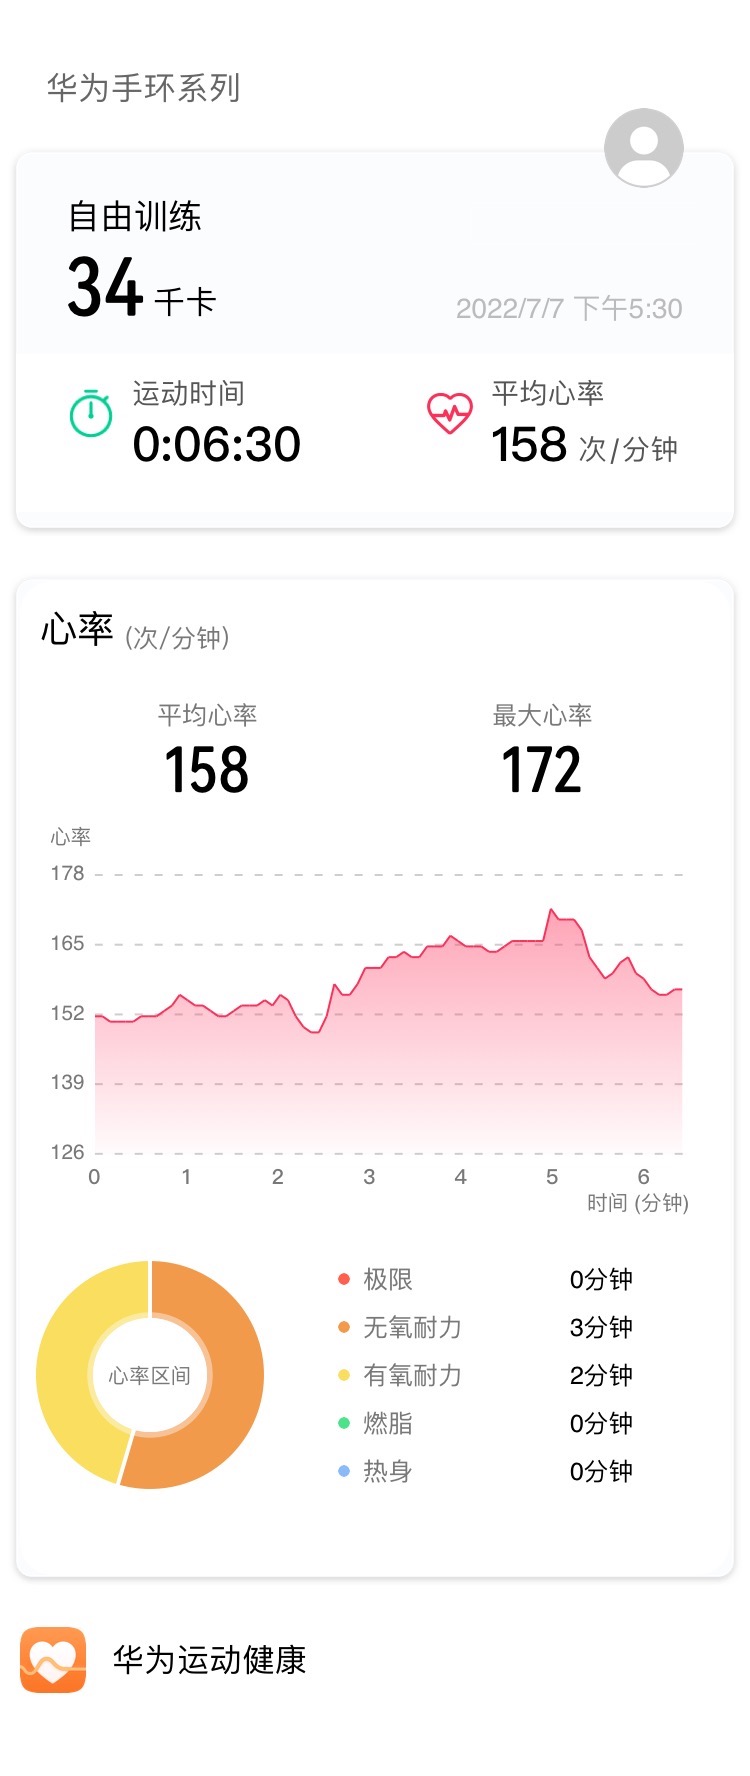 华为手环系列
自由训练
34 千卡
2022/7/7 下午5:30
运动时间
0:06:30
平均心率
158 次/分钟
心率 (次/分钟)
平均心率
158
最大心率
172
心率
178
165
152
139
126
0 1 2 3 4 5 6
时间 (分钟)
心率区间
极限 0分钟
无氧耐力 3分钟
有氧耐力 2分钟
燃脂 0分钟
热身 0分钟
华为运动健康